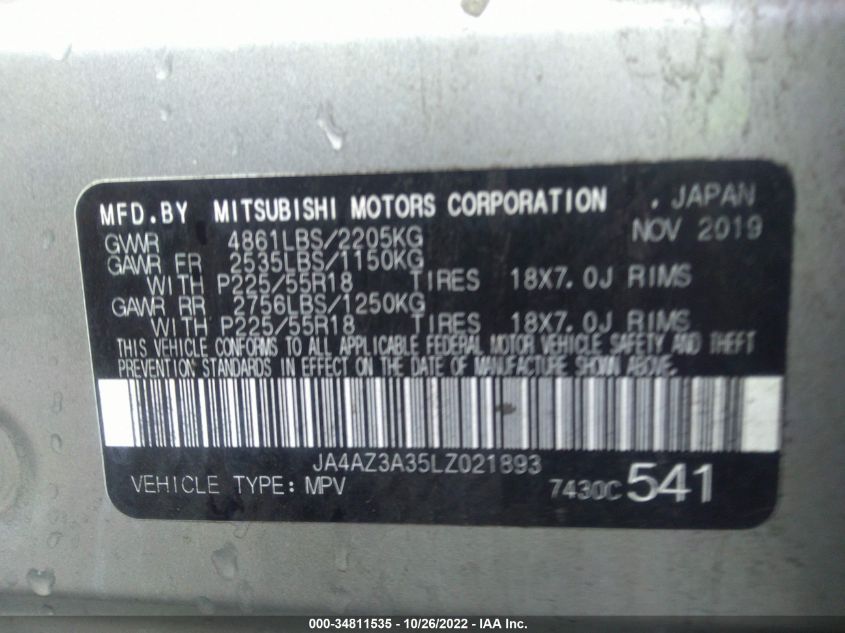 MFD.BY MITSUBISHI MOTORS CORPORATION . JAPAN
GVWR 4861LBS/2205KG NOV 2019
GAWR FR 2535LBS/1150KG
WITH P225/55R18 TIRES 18X7.0J RIMS
GAWR RR 2756LBS/1250KG
WITH P225/55R18 TIRES 18X7.0J RIMS
THIS VEHICLE CONFORMS TO ALL APPLICABLE FEDERAL MOTOR VEHICLE SAFETY AND THEFT
PREVENTION STANDARDS IN EFFECT ON THE DATE OF MANUFACTURE SHOWN ABOVE.
JA4AZ3A35LZ021893
VEHICLE TYPE: MPV 7430C 541
000-34811535 - 10/26/2022 - IAA Inc.